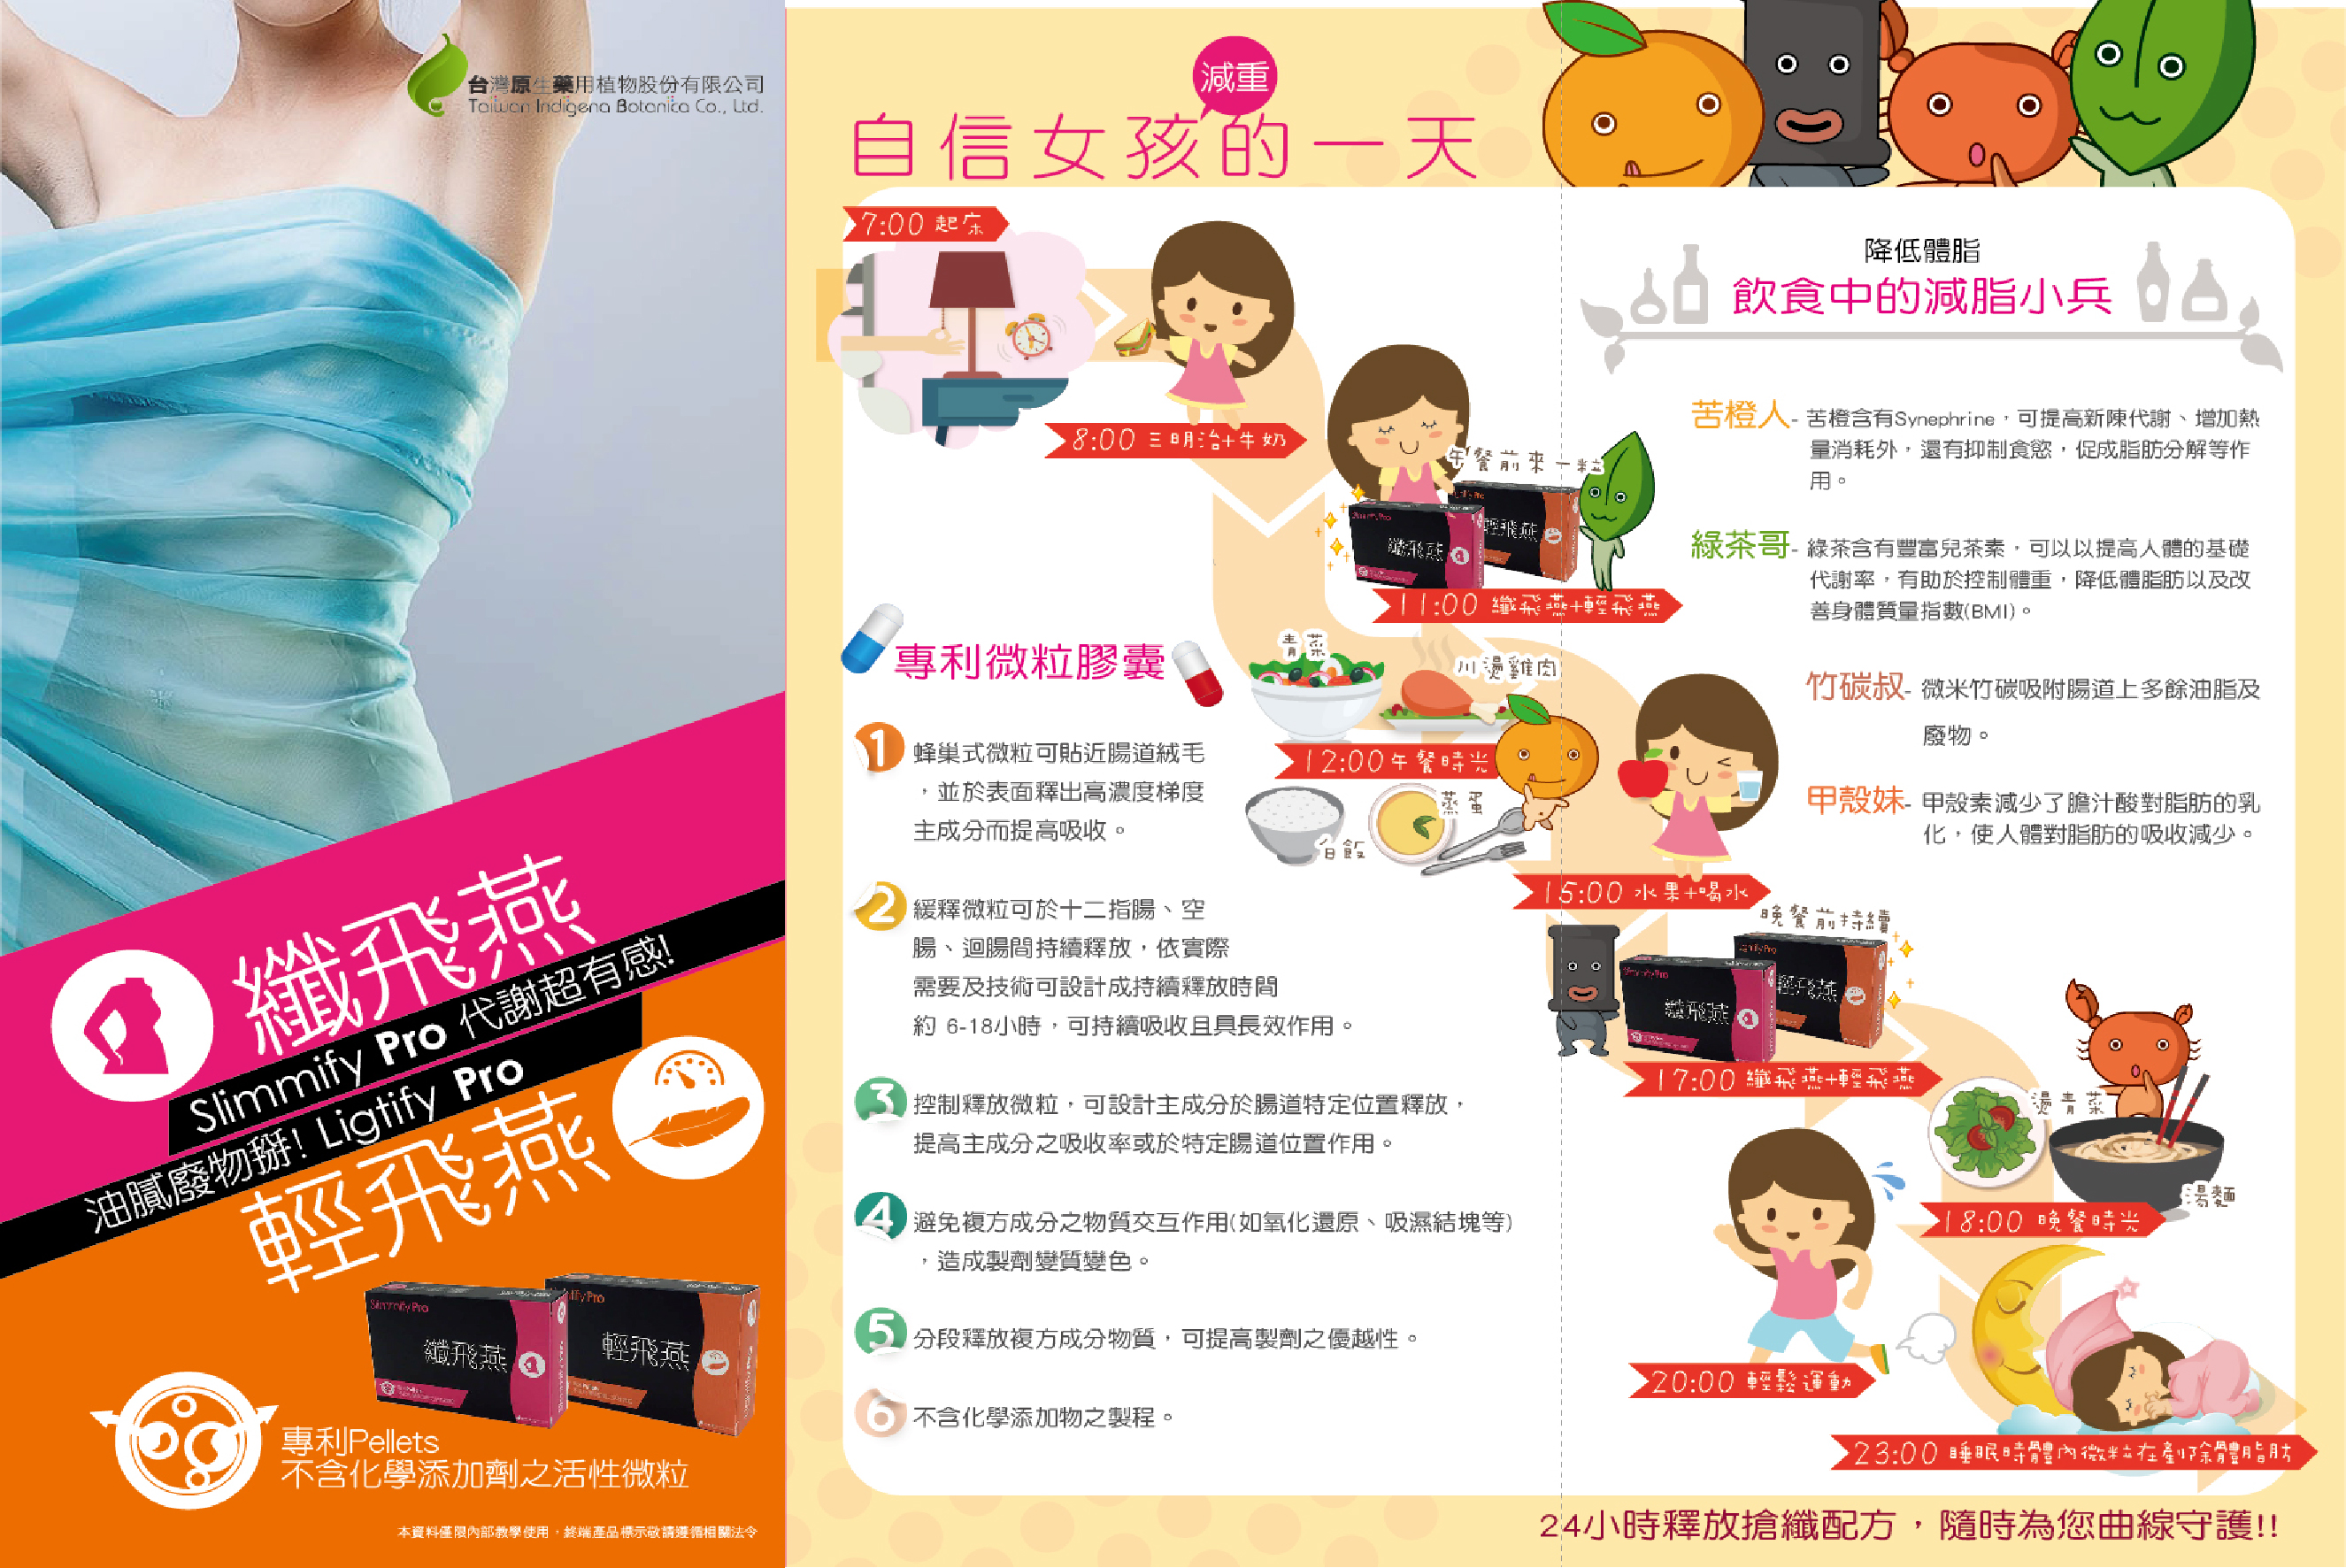 台灣原生藥用植物股份有限公司
Taiwan Indigena Botanica Co., Ltd.
纖飛燕
Slimmify Pro 代謝超有感!
油膩廢物掰! Ligtify Pro
輕飛燕
Slimmify Pro
纖飛燕
輕飛燕
專利Pellets
不含化學添加劑之活性微粒
本資料僅限內部教學使用，終端產品標示敬請遵循相關法令
減重
自信女孩的一天
7:00 起床
8:00 三明治+牛奶
午餐前來一粒
纖飛燕
輕飛燕
11:00 纖飛燕+輕飛燕
青菜
川燙雞肉
12:00 午餐時光
白飯
蒸蛋
15:00 水果+喝水
晚餐前持續
Slimmify Pro
Ligtify Pro
纖飛燕
輕飛燕
17:00 纖飛燕+輕飛燕
燙青菜
湯麵
18:00 晚餐時光
20:00 輕鬆運動
23:00 睡眠時體內微粒在剷除體脂肪
專利微粒膠囊
1 蜂巢式微粒可貼近腸道絨毛
，並於表面釋出高濃度梯度
主成分而提高吸收。
2 緩釋微粒可於十二指腸、空
腸、迴腸間持續釋放，依實際
需要及技術可設計成持續釋放時間
約 6-18小時，可持續吸收且具長效作用。
3 控制釋放微粒，可設計主成分於腸道特定位置釋放，
提高主成分之吸收率或於特定腸道位置作用。
4 避免複方成分之物質交互作用(如氧化還原、吸濕結塊等)
，造成製劑變質變色。
5 分段釋放複方成分物質，可提高製劑之優越性。
6 不含化學添加物之製程。
降低體脂
飲食中的減脂小兵
苦橙人- 苦橙含有Synephrine，可提高新陳代謝、增加熱
量消耗外，還有抑制食慾，促成脂肪分解等作
用。
綠茶哥- 綠茶含有豐富兒茶素，可以以提高人體的基礎
代謝率，有助於控制體重，降低體脂肪以及改
善身體質量指數(BMI)。
竹碳叔- 微米竹碳吸附腸道上多餘油脂及
廢物。
甲殼妹- 甲殼素減少了膽汁酸對脂肪的乳
化，使人體對脂肪的吸收減少。
24小時釋放搶纖配方，隨時為您曲線守護!!